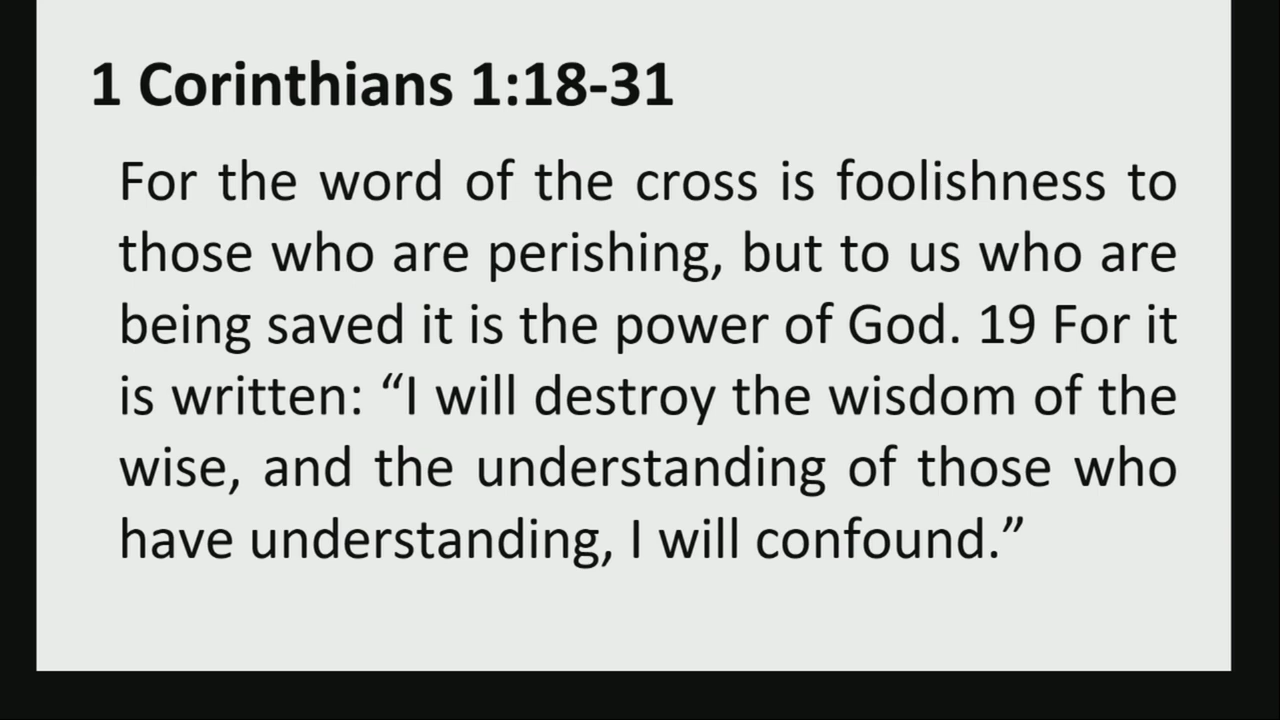 1 Corinthians 1:18-31
For the word of the cross is foolishness to
those who are perishing, but to us who are
being saved it is the power of God. 19 For it
is written: “I will destroy the wisdom of the
wise, and the understanding of those who
have understanding, I will confound.”